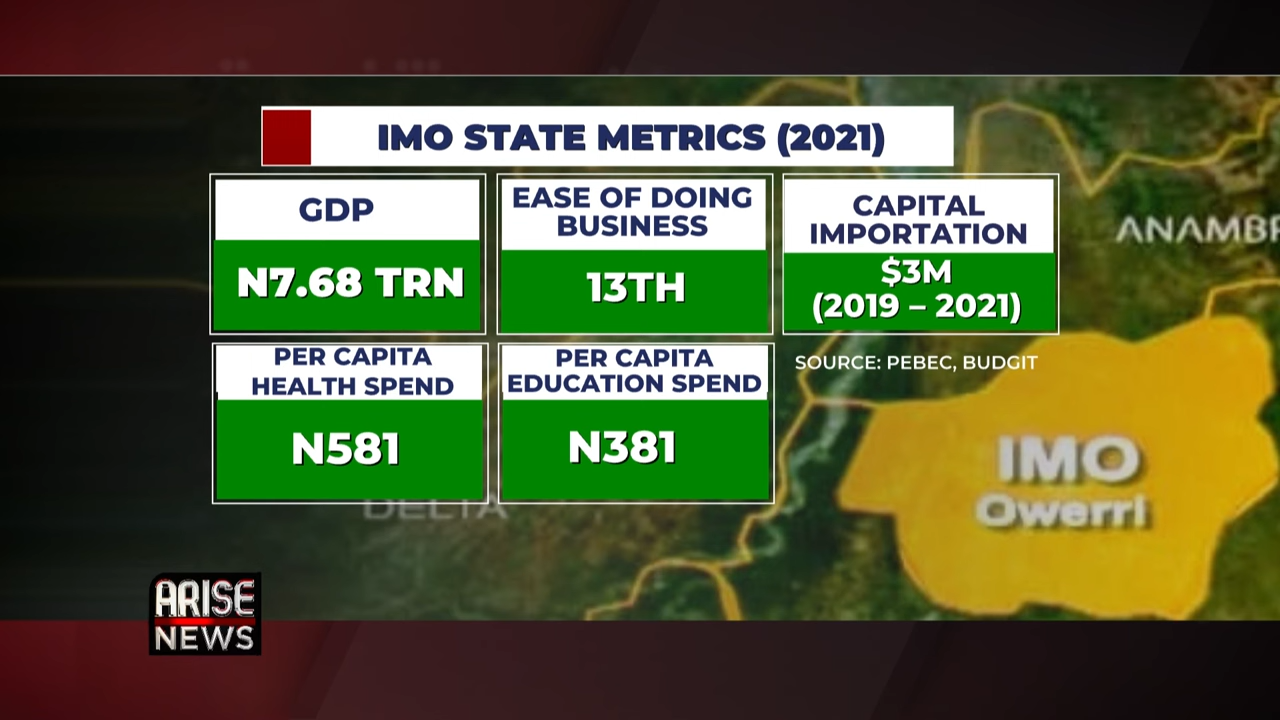 IMO STATE METRICS (2021)
GDP
N7.68 TRN
EASE OF DOING
BUSINESS
13TH
CAPITAL
IMPORTATION
$3M
(2019 – 2021)
PER CAPITA
HEALTH SPEND
N581
PER CAPITA
EDUCATION SPEND
N381
SOURCE: PEBEC, BUDGIT
ANAMBR
IMO
Owerri
DELTA
ARISE
NEWS